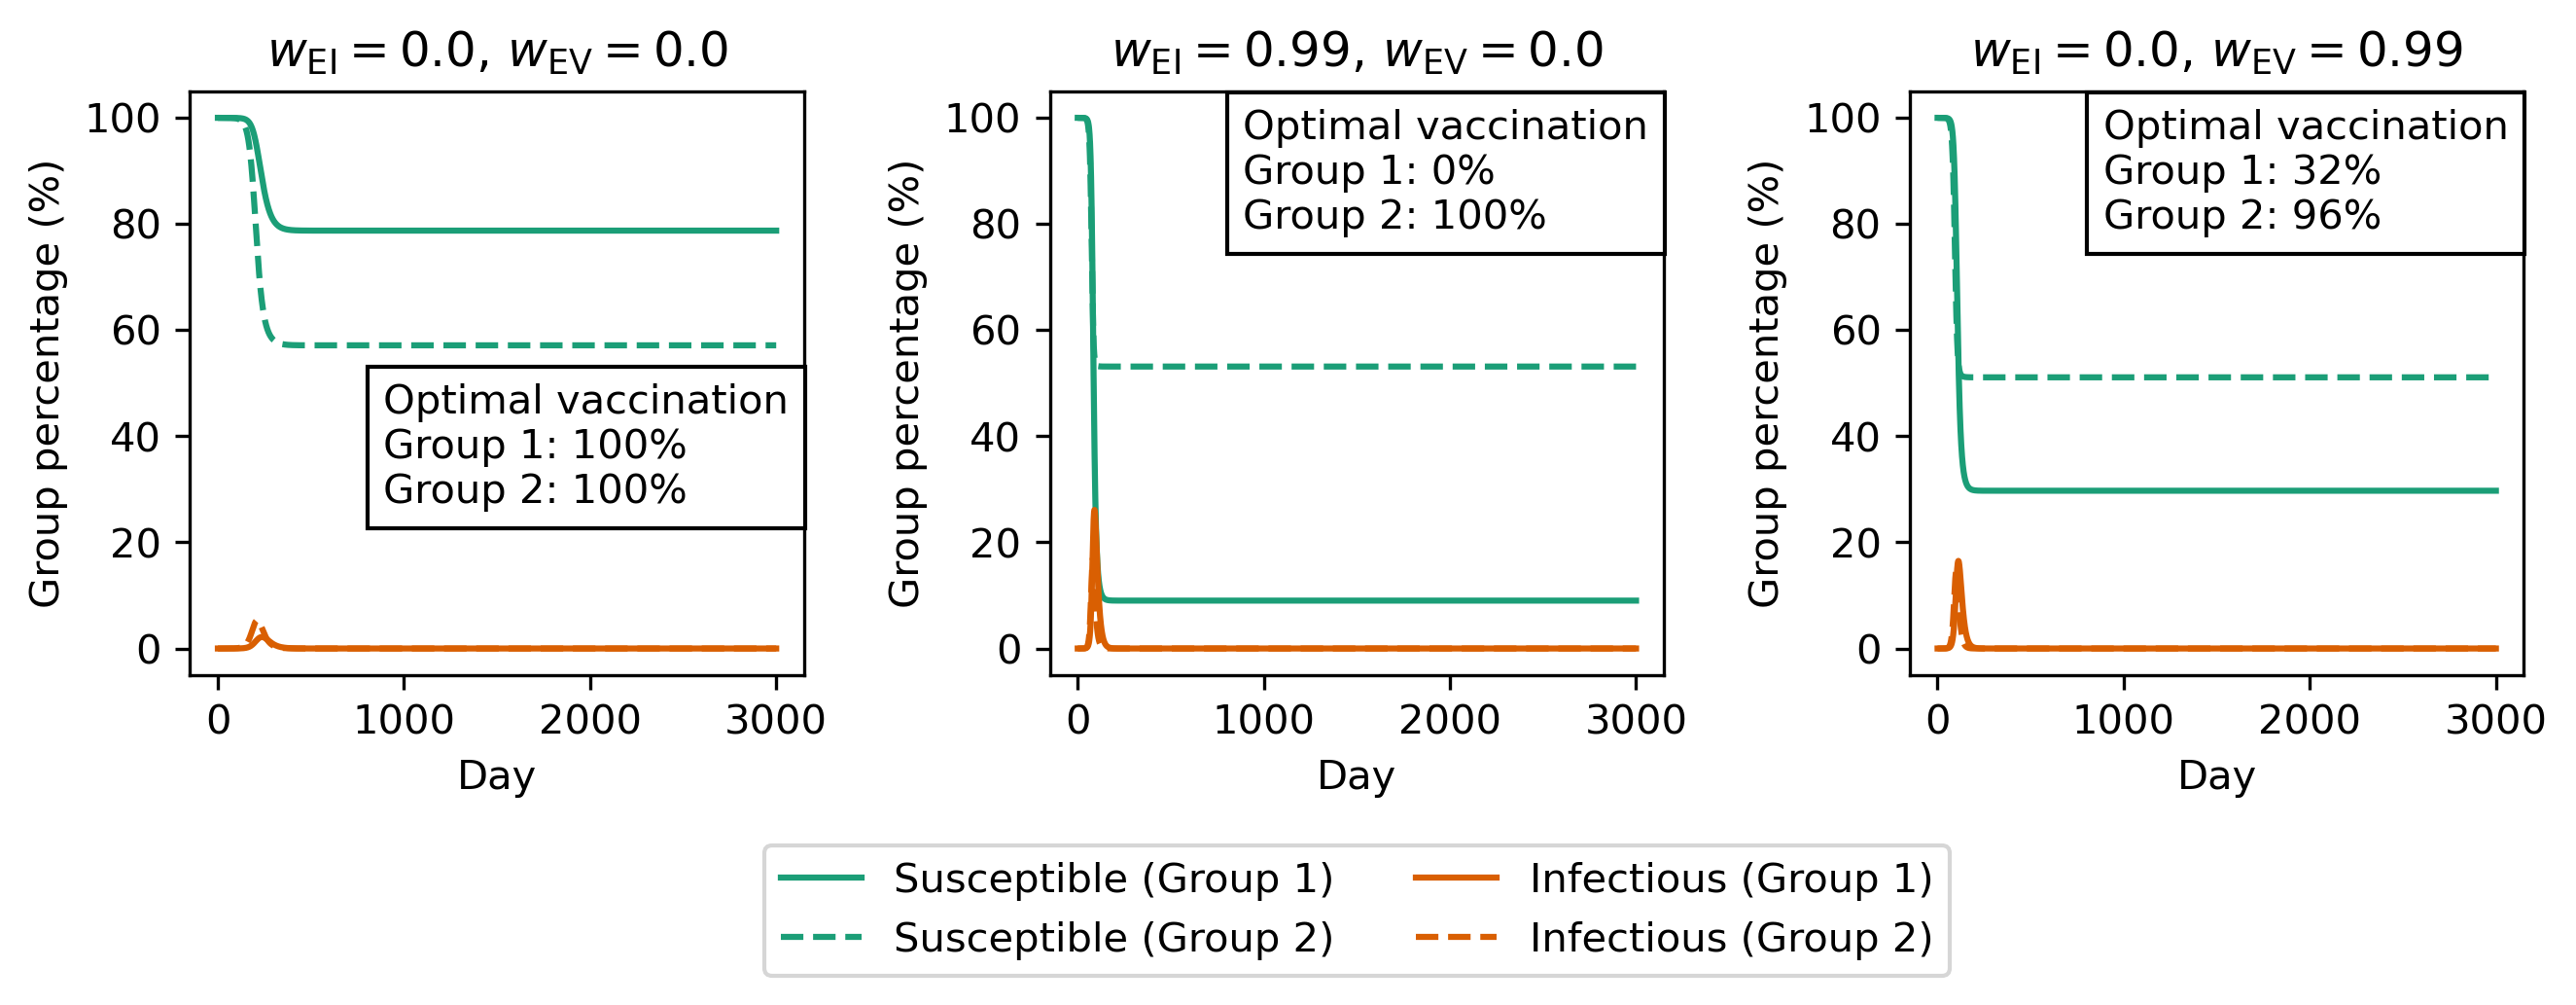 w_EI = 0.0, w_EV = 0.0
100
80
60
40
20
0
Group percentage (%)
Optimal vaccination
Group 1: 100%
Group 2: 100%
0 1000 2000 3000
Day
w_EI = 0.99, w_EV = 0.0
100
80
60
40
20
0
Group percentage (%)
Optimal vaccination
Group 1: 0%
Group 2: 100%
0 1000 2000 3000
Day
w_EI = 0.0, w_EV = 0.99
100
80
60
40
20
0
Group percentage (%)
Optimal vaccination
Group 1: 32%
Group 2: 96%
0 1000 2000 3000
Day
Susceptible (Group 1)
Susceptible (Group 2)
Infectious (Group 1)
Infectious (Group 2)